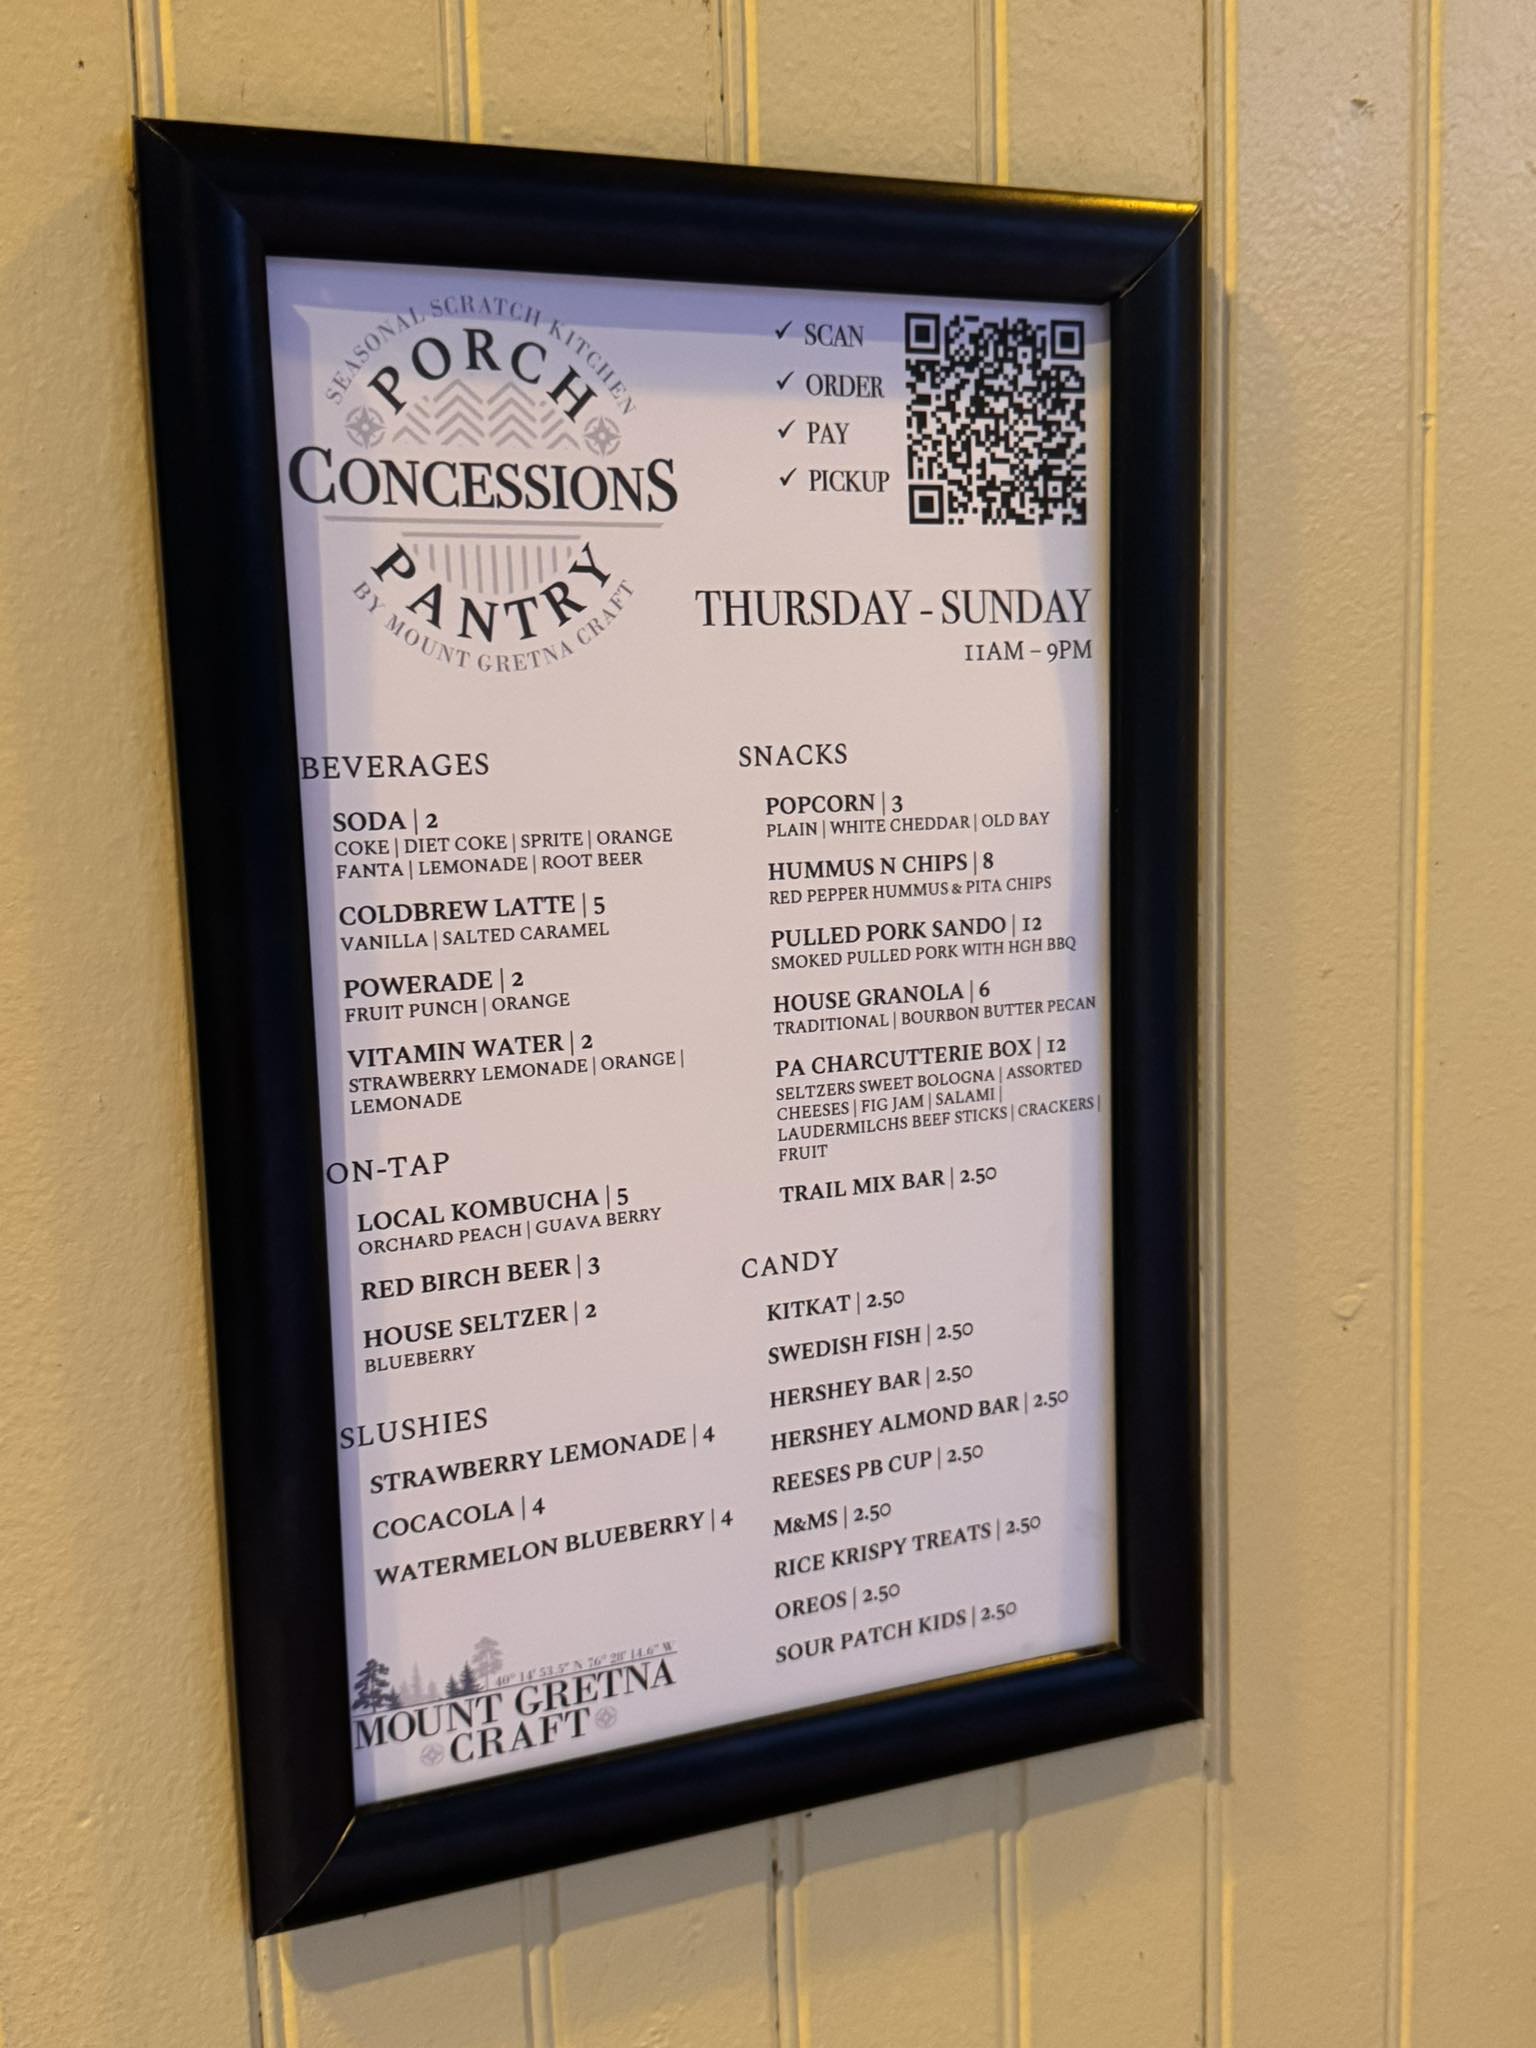 SEASONAL SCRATCH KITCHEN
PORCH
CONCESSIONS
PANTRY
BY MOUNT GRETNA CRAFT
✓ SCAN
✓ ORDER
✓ PAY
✓ PICKUP
THURSDAY - SUNDAY
11AM - 9PM
BEVERAGES
SODA | 2
COKE | DIET COKE | SPRITE | ORANGE
FANTA | LEMONADE | ROOT BEER
COLDBREW LATTE | 5
VANILLA | SALTED CARAMEL
POWERADE | 2
FRUIT PUNCH | ORANGE
VITAMIN WATER | 2
STRAWBERRY LEMONADE | ORANGE |
LEMONADE
ON-TAP
LOCAL KOMBUCHA | 5
ORCHARD PEACH | GUAVA BERRY
RED BIRCH BEER | 3
HOUSE SELTZER | 2
BLUEBERRY
SLUSHIES
STRAWBERRY LEMONADE | 4
COCACOLA | 4
WATERMELON BLUEBERRY | 4
SNACKS
POPCORN | 3
PLAIN | WHITE CHEDDAR | OLD BAY
HUMMUS N CHIPS | 8
RED PEPPER HUMMUS & PITA CHIPS
PULLED PORK SANDO | 12
SMOKED PULLED PORK WITH HGH BBQ
HOUSE GRANOLA | 6
TRADITIONAL | BOURBON BUTTER PECAN
PA CHARCUTTERIE BOX | 12
SELTZERS SWEET BOLOGNA | ASSORTED
CHEESES | FIG JAM | SALAMI |
LAUDERMILCHS BEEF STICKS | CRACKERS |
FRUIT
TRAIL MIX BAR | 2.50
CANDY
KITKAT | 2.50
SWEDISH FISH | 2.50
HERSHEY BAR | 2.50
HERSHEY ALMOND BAR | 2.50
REESES PB CUP | 2.50
M&MS | 2.50
RICE KRISPY TREATS | 2.50
OREOS | 2.50
SOUR PATCH KIDS | 2.50
40° 14' 53.5" N 76° 28' 14.6" W
MOUNT GRETNA
CRAFT